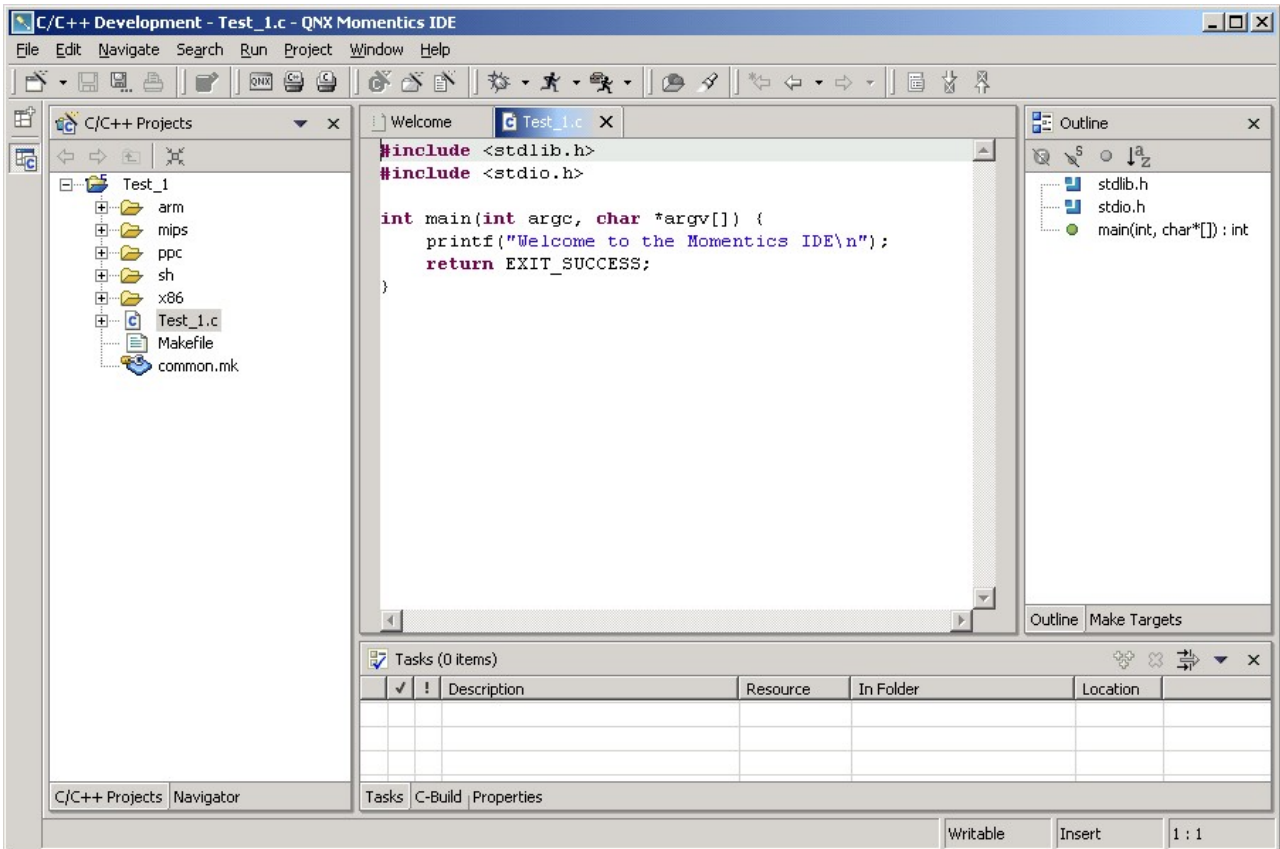 C/C++ Development - Test_1.c - QNX Momentics IDE
File Edit Navigate Search Run Project Window Help
QNX
C/C++ Projects
Test_1
arm
mips
ppc
sh
x86
Test_1.c
Makefile
common.mk
C/C++ Projects Navigator
Welcome Test_1.c
#include <stdlib.h>
#include <stdio.h>
int main(int argc, char *argv[]) {
printf("Welcome to the Momentics IDE\n");
return EXIT_SUCCESS;
}
Outline
stdlib.h
stdio.h
main(int, char*[]) : int
Outline Make Targets
Tasks (0 items)
! Description Resource In Folder Location
Tasks C-Build Properties
Writable Insert 1 : 1